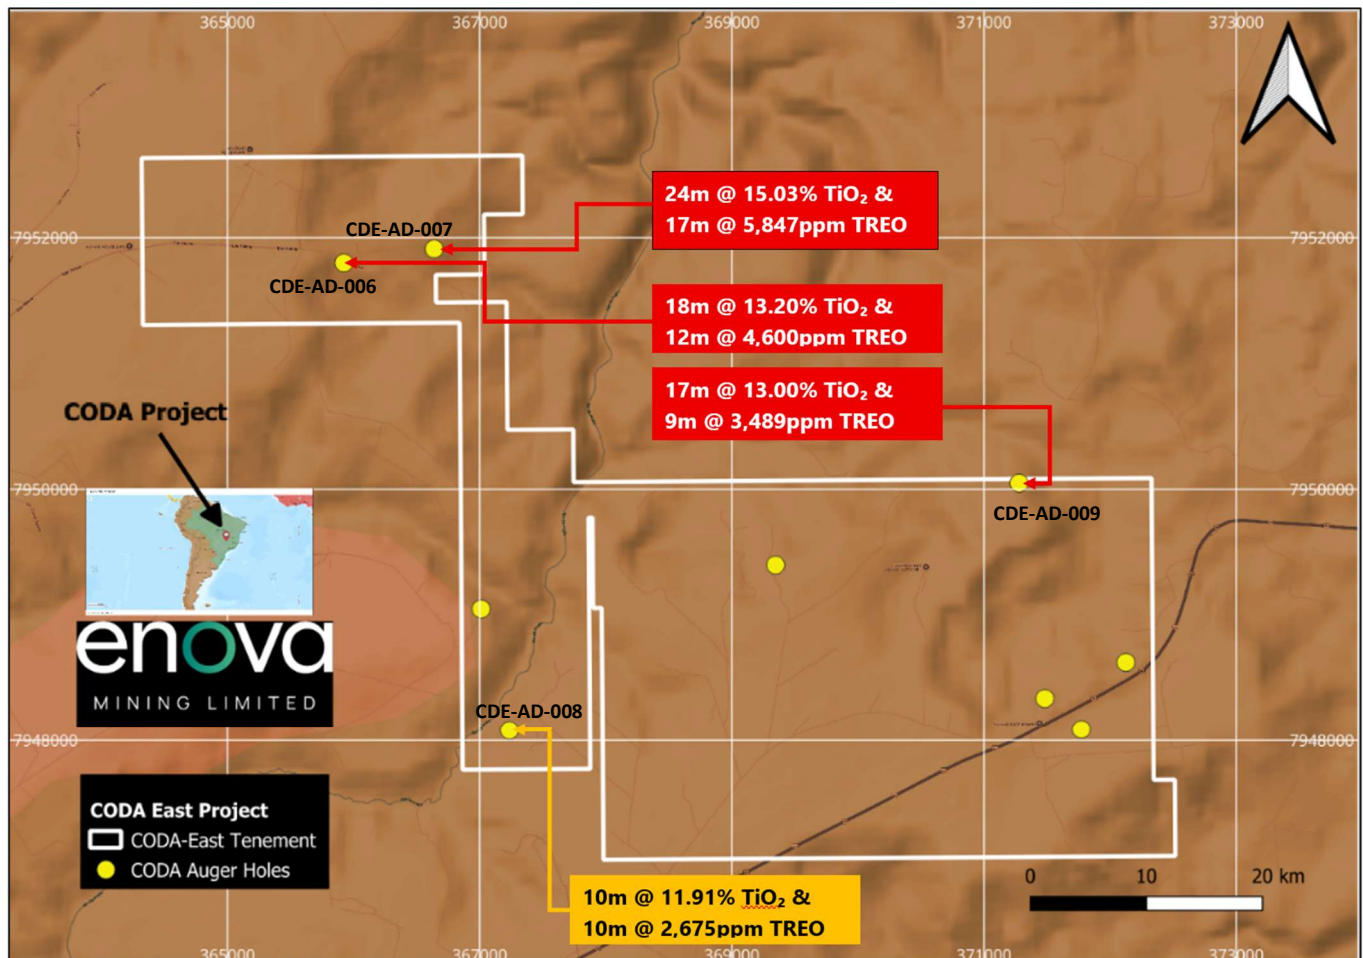 365000
367000
369000
371000
373000
24m @ 15.03% TiO₂ &
17m @ 5,847ppm TREO
CDE-AD-007
7952000
7952000
CDE-AD-006
18m @ 13.20% TiO₂ &
12m @ 4,600ppm TREO
17m @ 13.00% TiO₂ &
9m @ 3,489ppm TREO
CODA Project
7950000
7950000
CDE-AD-009
enova
MINING LIMITED
CDE-AD-008
7948000
7948000
CODA East Project
CODA-East Tenement
CODA Auger Holes
10m @ 11.91% TiO₂ &
10m @ 2,675ppm TREO
0 10 20 km
365000
367000
369000
371000
373000